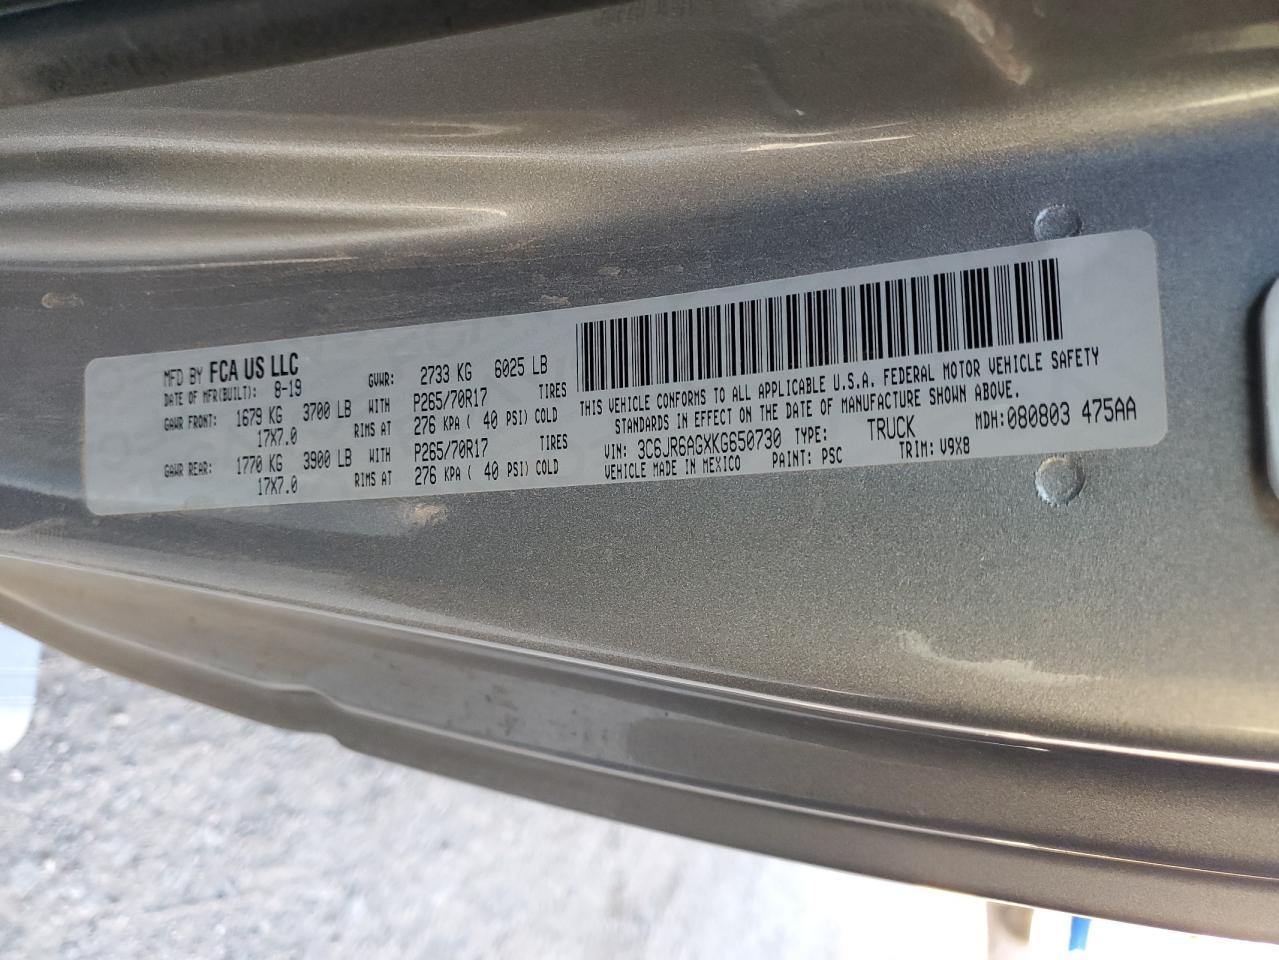 MFD BY FCA US LLC
DATE OF MFR(BUILT): 8-19 GVWR: 2733 KG 6025 LB
GAWR FRONT: 1679 KG 3700 LB WITH P265/70R17 TIRES
17X7.0 RIMS AT 276 KPA ( 40 PSI) COLD
GAWR REAR: 1770 KG 3900 LB WITH P265/70R17 TIRES
17X7.0 RIMS AT 276 KPA ( 40 PSI) COLD
THIS VEHICLE CONFORMS TO ALL APPLICABLE U.S.A. FEDERAL MOTOR VEHICLE SAFETY
STANDARDS IN EFFECT ON THE DATE OF MANUFACTURE SHOWN ABOVE.
VIN: 3C6JR6AGXKG650730 TYPE: TRUCK MDH:080803 475AA
VEHICLE MADE IN MEXICO PAINT: PSC TRIM: V9X8